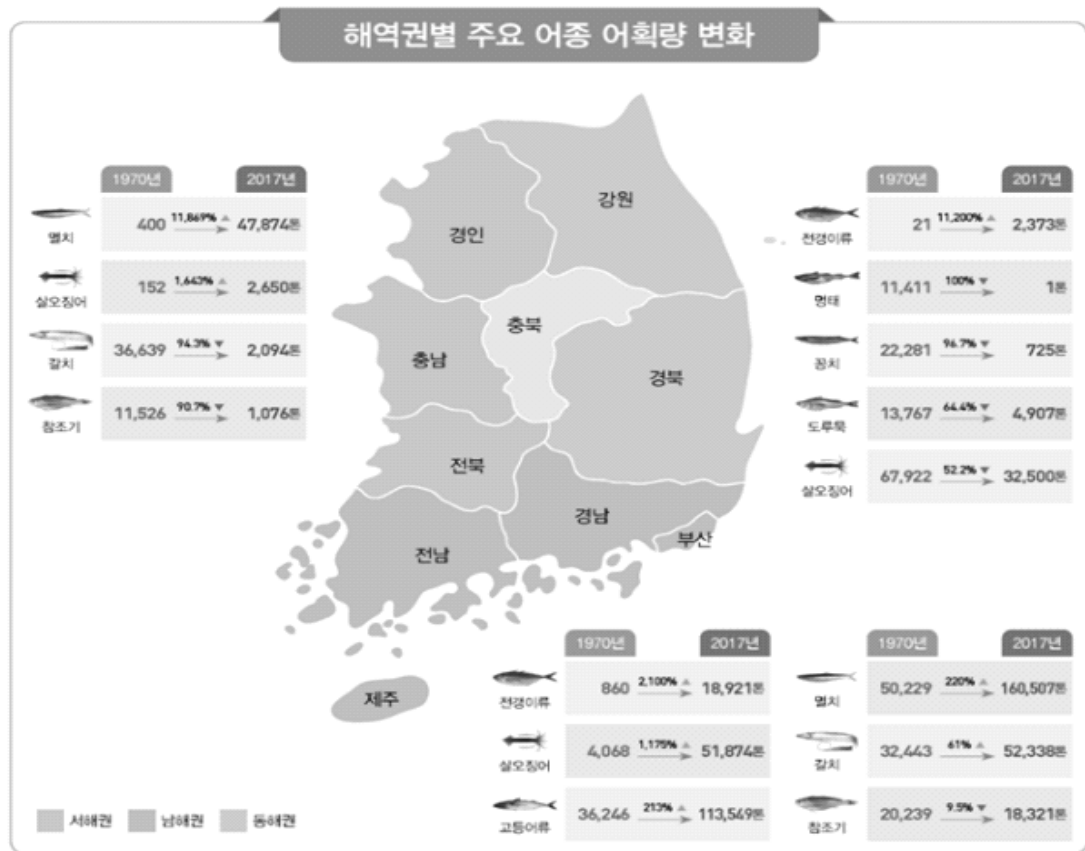 해역권별 주요 어종 어획량 변화
1970년 2017년
멸치 400 11,869% ▲ 47,874톤
살오징어 152 1,643% ▲ 2,650톤
갈치 36,639 94.3% ▼ 2,094톤
참조기 11,526 90.7% ▼ 1,076톤
경인
강원
충북
충남
경북
전북
경남
부산
전남
제주
1970년 2017년
전갱이류 21 11,200% ▲ 2,373톤
명태 11,411 100% ▼ 1톤
꽁치 22,281 96.7% ▼ 725톤
도루묵 13,767 64.4% ▼ 4,907톤
살오징어 67,922 52.2% ▼ 32,500톤
1970년 2017년
전갱이류 860 2,100% ▲ 18,921톤
살오징어 4,068 1,175% ▲ 51,874톤
고등어류 36,246 213% ▲ 113,549톤
1970년 2017년
멸치 50,229 220% ▲ 160,507톤
갈치 32,443 61% ▲ 52,338톤
참조기 20,239 9.5% ▼ 18,321톤
서해권 남해권 동해권